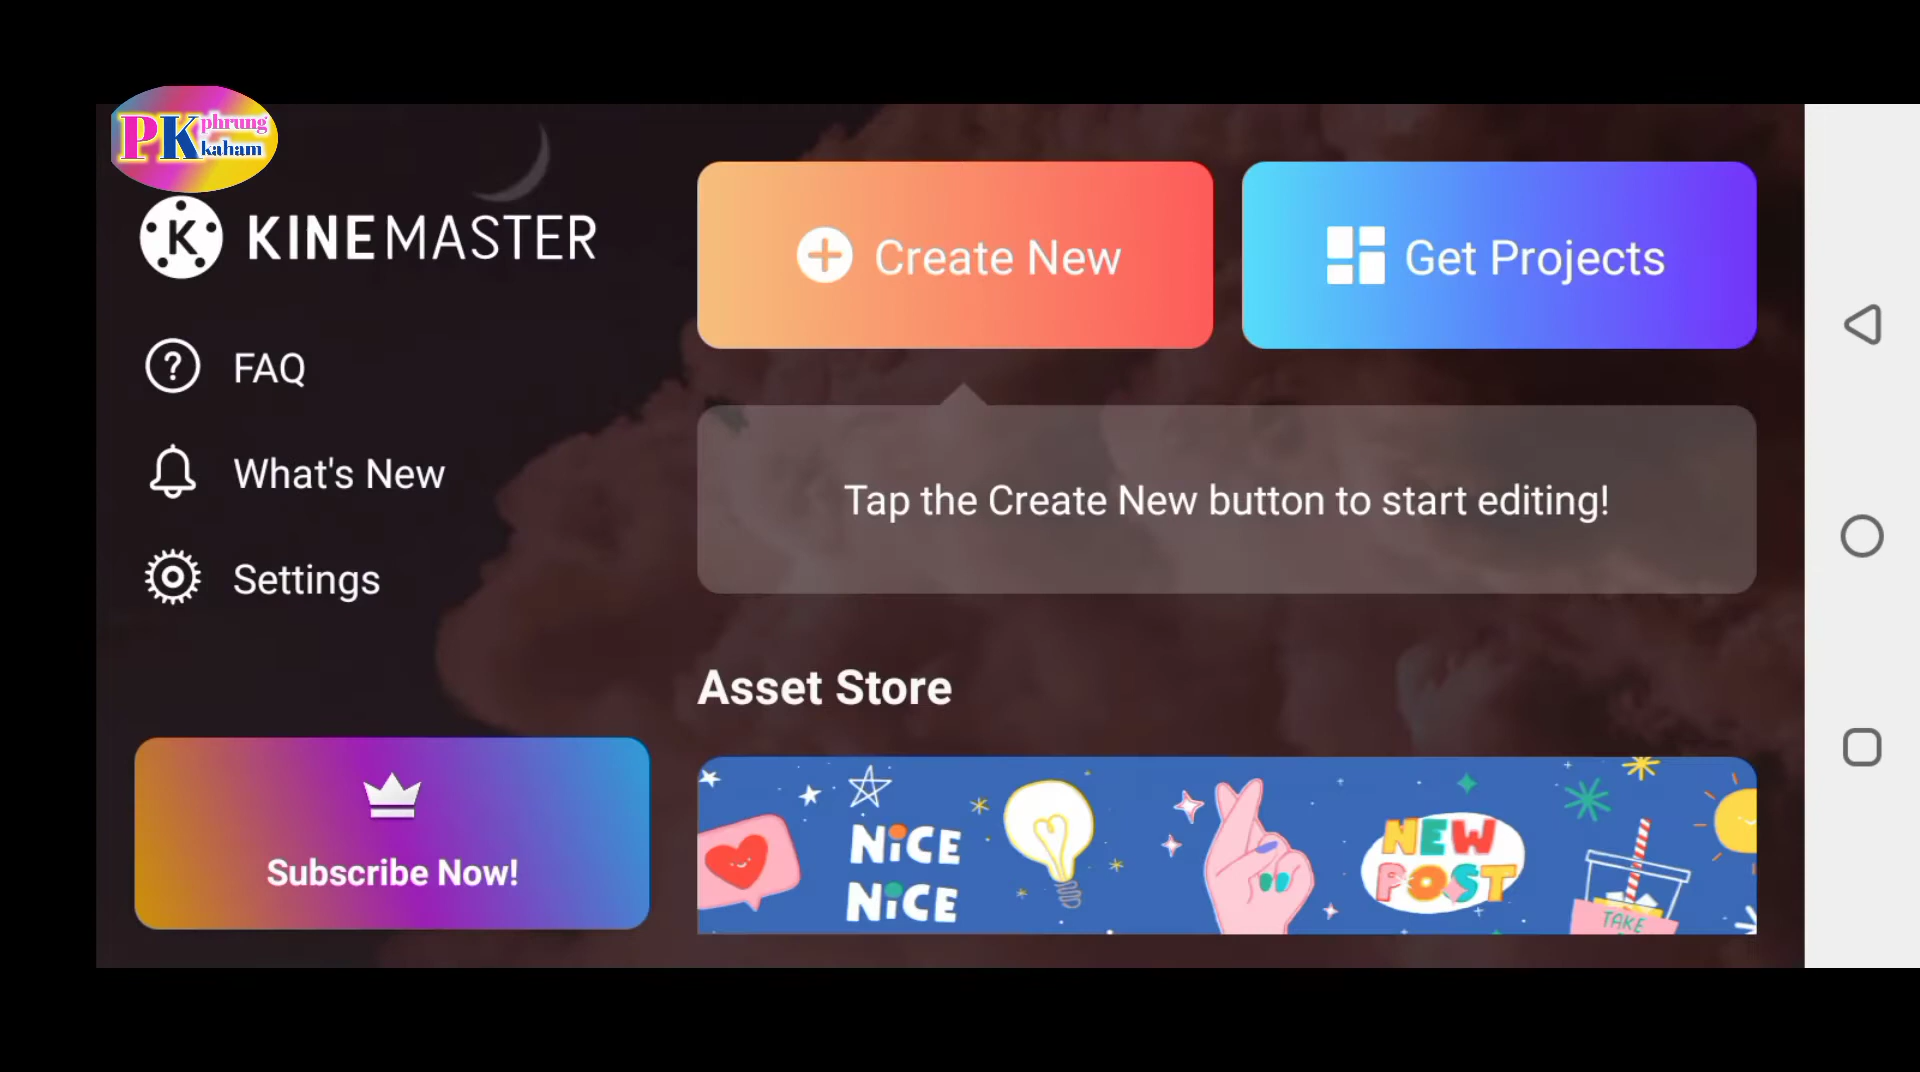 PK phrung
kaham
K KINEMASTER
FAQ
What's New
Settings
Subscribe Now!
Create New
Get Projects
Tap the Create New button to start editing!
Asset Store
NiCE
NiCE
NEW
POST
TAKE